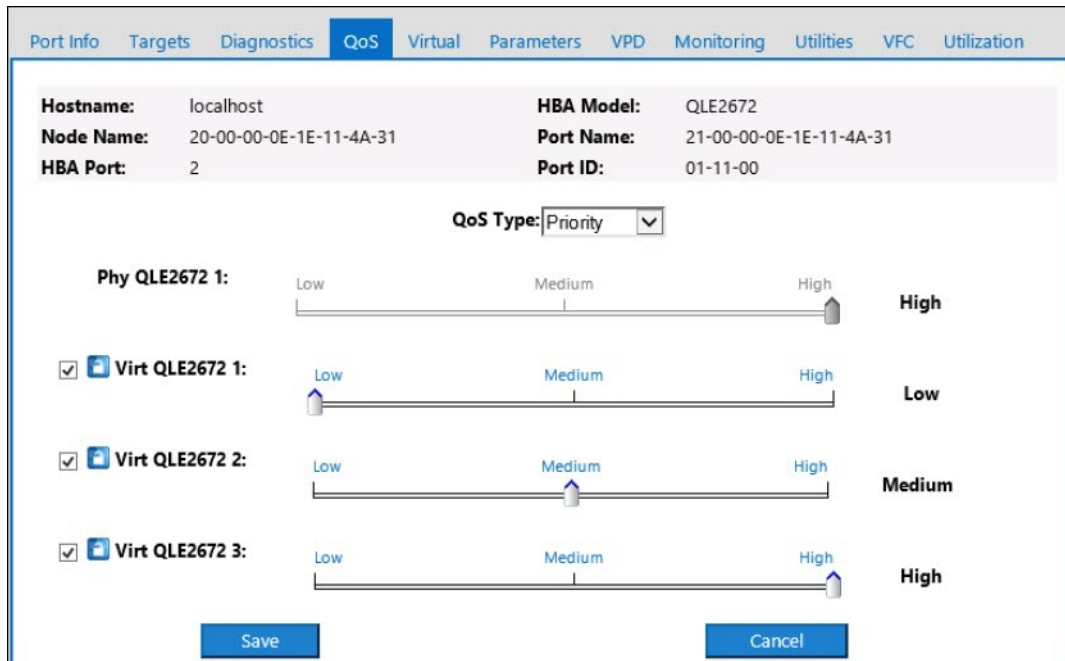 Port Info Targets Diagnostics QoS Virtual Parameters VPD Monitoring Utilities VFC Utilization
Hostname: localhost HBA Model: QLE2672
Node Name: 20-00-00-0E-1E-11-4A-31 Port Name: 21-00-00-0E-1E-11-4A-31
HBA Port: 2 Port ID: 01-11-00
QoS Type: Priority
Phy QLE2672 1: Low Medium High High
Virt QLE2672 1: Low Medium High Low
Virt QLE2672 2: Low Medium High Medium
Virt QLE2672 3: Low Medium High High
Save Cancel